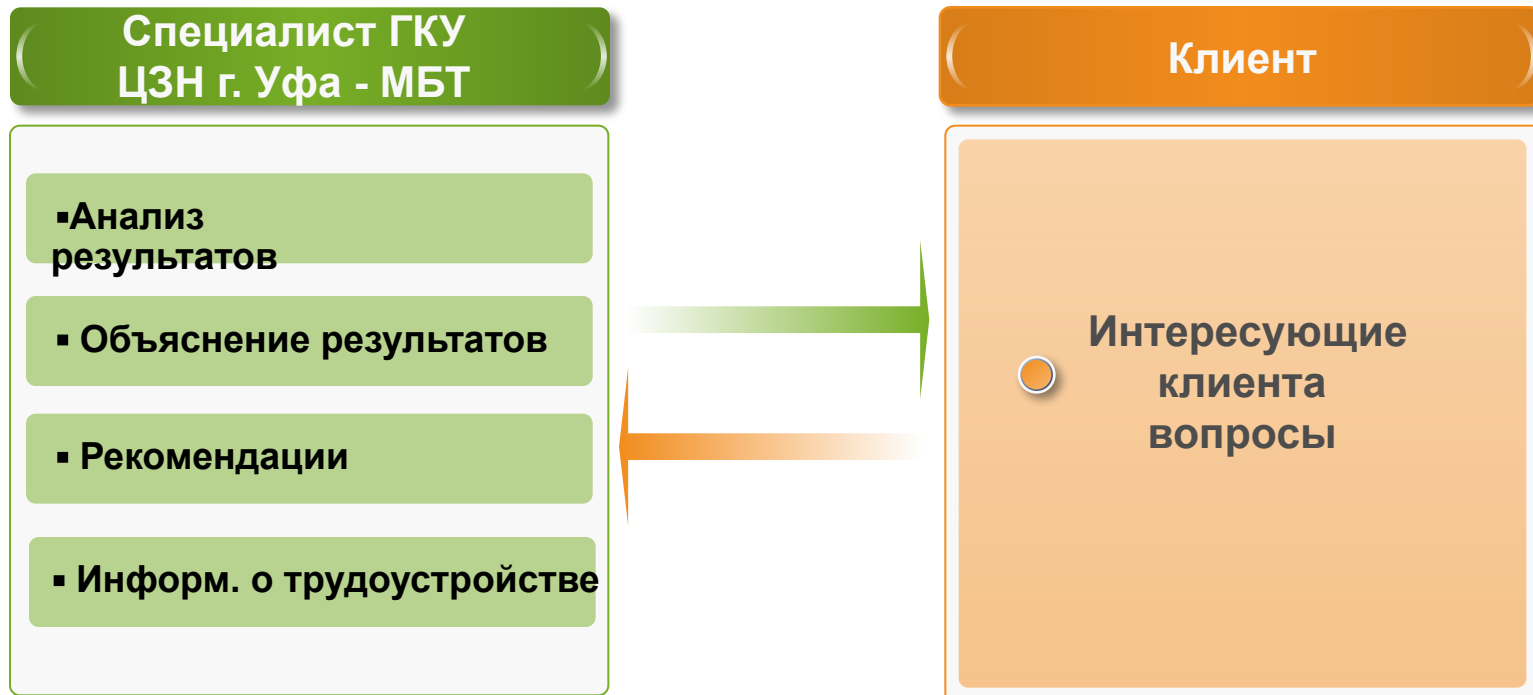 Специалист ГКУ
ЦЗН г. Уфа - МБТ
▪Анализ
результатов
▪ Объяснение результатов
▪ Рекомендации
▪ Информ. о трудоустройстве
Клиент
Интересующие
клиента
вопросы